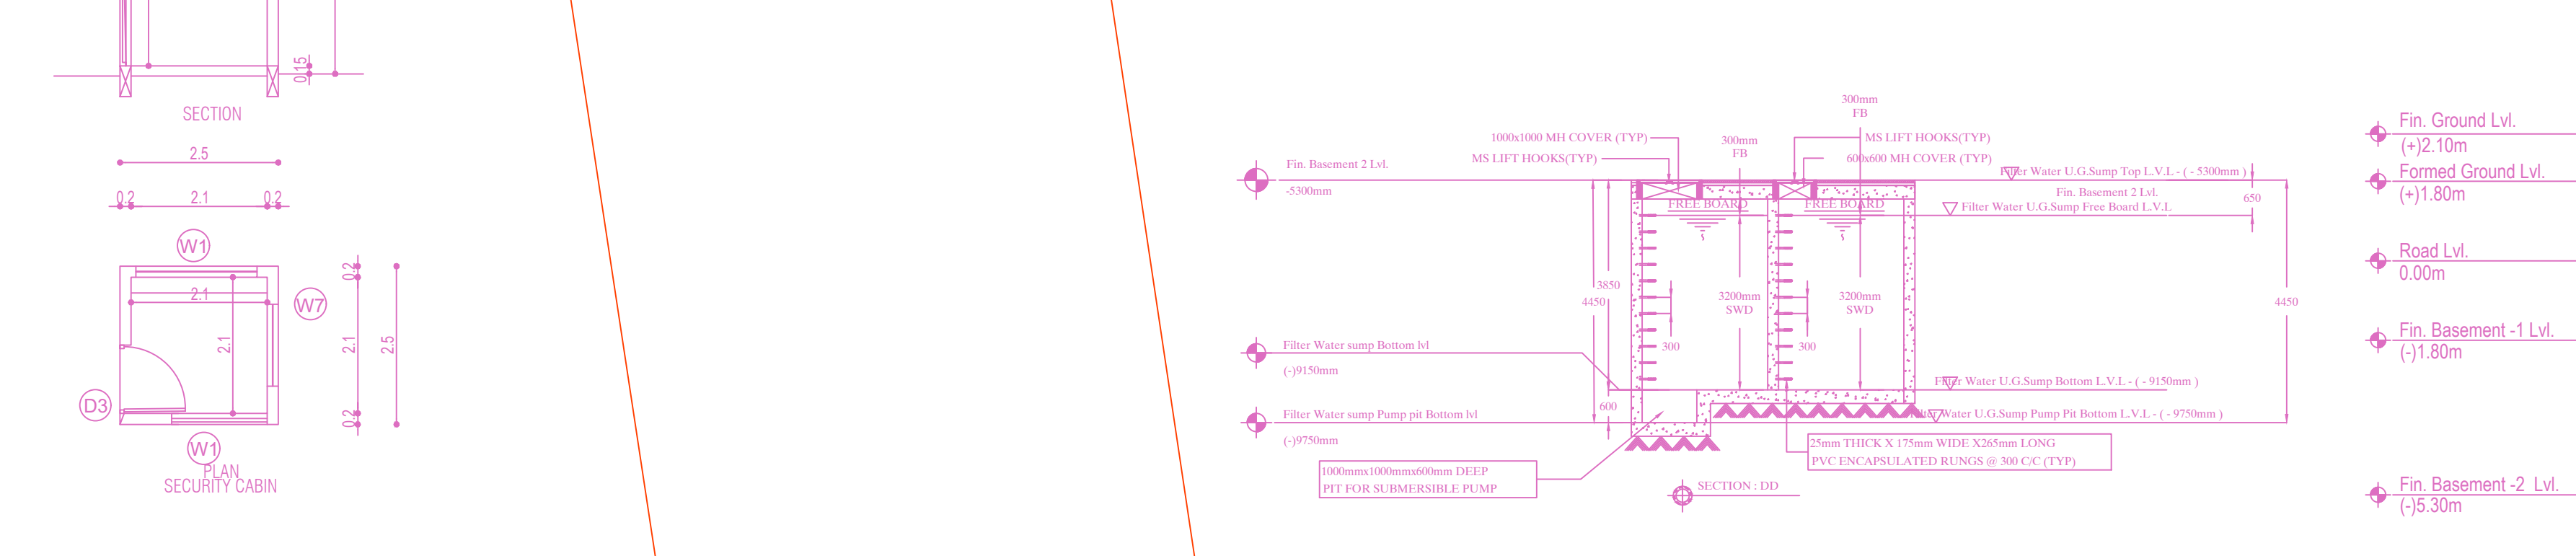 0.15
SECTION
2.5
0.2
2.1
0.2
W1
2.1
W7
0.2
2.1
2.1
2.5
D3
0.2
W1
PLAN
SECURITY CABIN
300mm
FB
1000x1000 MH COVER (TYP)
300mm
FB
MS LIFT HOOKS(TYP)
MS LIFT HOOKS(TYP)
600x600 MH COVER (TYP)
Fin. Basement 2 Lvl.
-5300mm
Filter Water U.G.Sump Top L.V.L - ( - 5300mm )
Fin. Basement 2 Lvl.
650
FREE BOARD
FREE BOARD
Filter Water U.G.Sump Free Board L.V.L
3850
4450
3200mm
SWD
3200mm
SWD
4450
300
300
Filter Water sump Bottom lvl
(-)9150mm
Filter Water U.G.Sump Bottom L.V.L - ( - 9150mm )
600
Filter Water sump Pump pit Bottom lvl
(-)9750mm
Filter Water U.G.Sump Pump Pit Bottom L.V.L - ( - 9750mm )
25mm THICK X 175mm WIDE X265mm LONG
PVC ENCAPSULATED RUNGS @ 300 C/C (TYP)
1000mmx1000mmx600mm DEEP
PIT FOR SUBMERSIBLE PUMP
SECTION : DD
Fin. Ground Lvl.
(+)2.10m
Formed Ground Lvl.
(+)1.80m
Road Lvl.
0.00m
Fin. Basement -1 Lvl.
(-)1.80m
Fin. Basement -2 Lvl.
(-)5.30m